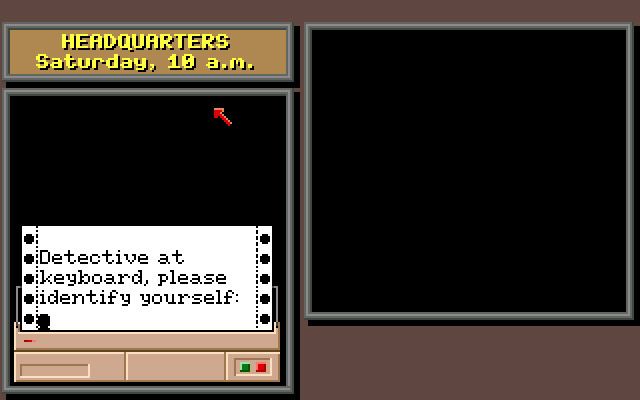 HEADQUARTERS
Saturday, 10 a.m.
Detective at
keyboard, please
identify yourself: